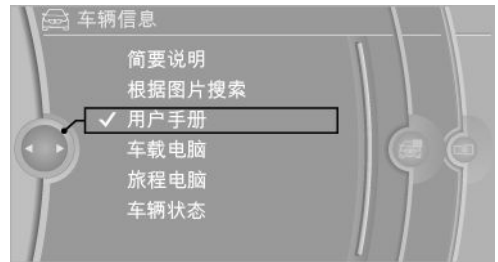 车辆信息
简要说明
根据图片搜索
用户手册
车载电脑
旅程电脑
车辆状态